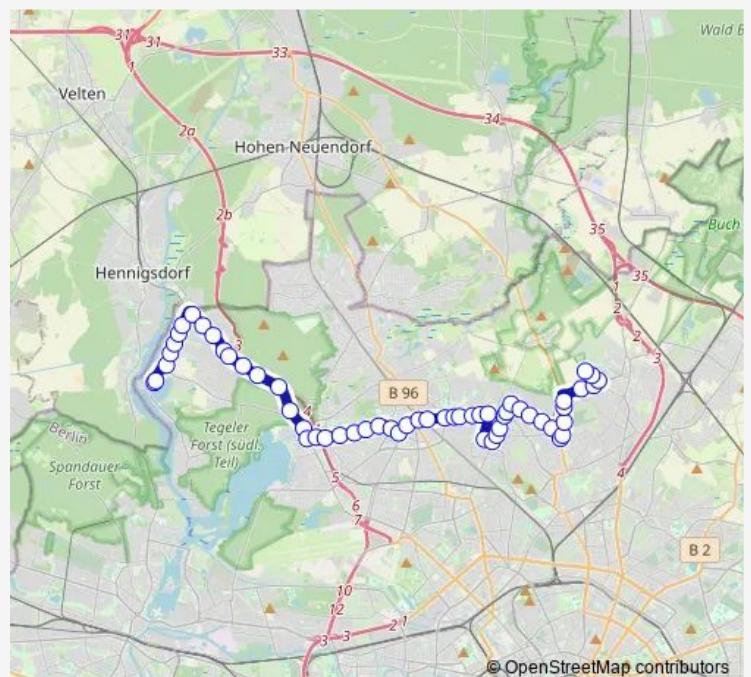 31
31
33
Wald B
1
Velten
34
2a
Hohen Neuendorf
2b
35
Buch
Hennigsdorf
35
1
2
2
3
3
B 96
4
Berlin
Tegeler
Forst (südl.
Teil)
Spandauer
Forst
5
4
6
7
B 2
10
12
2 1
3
3
© OpenStreetMap contributors